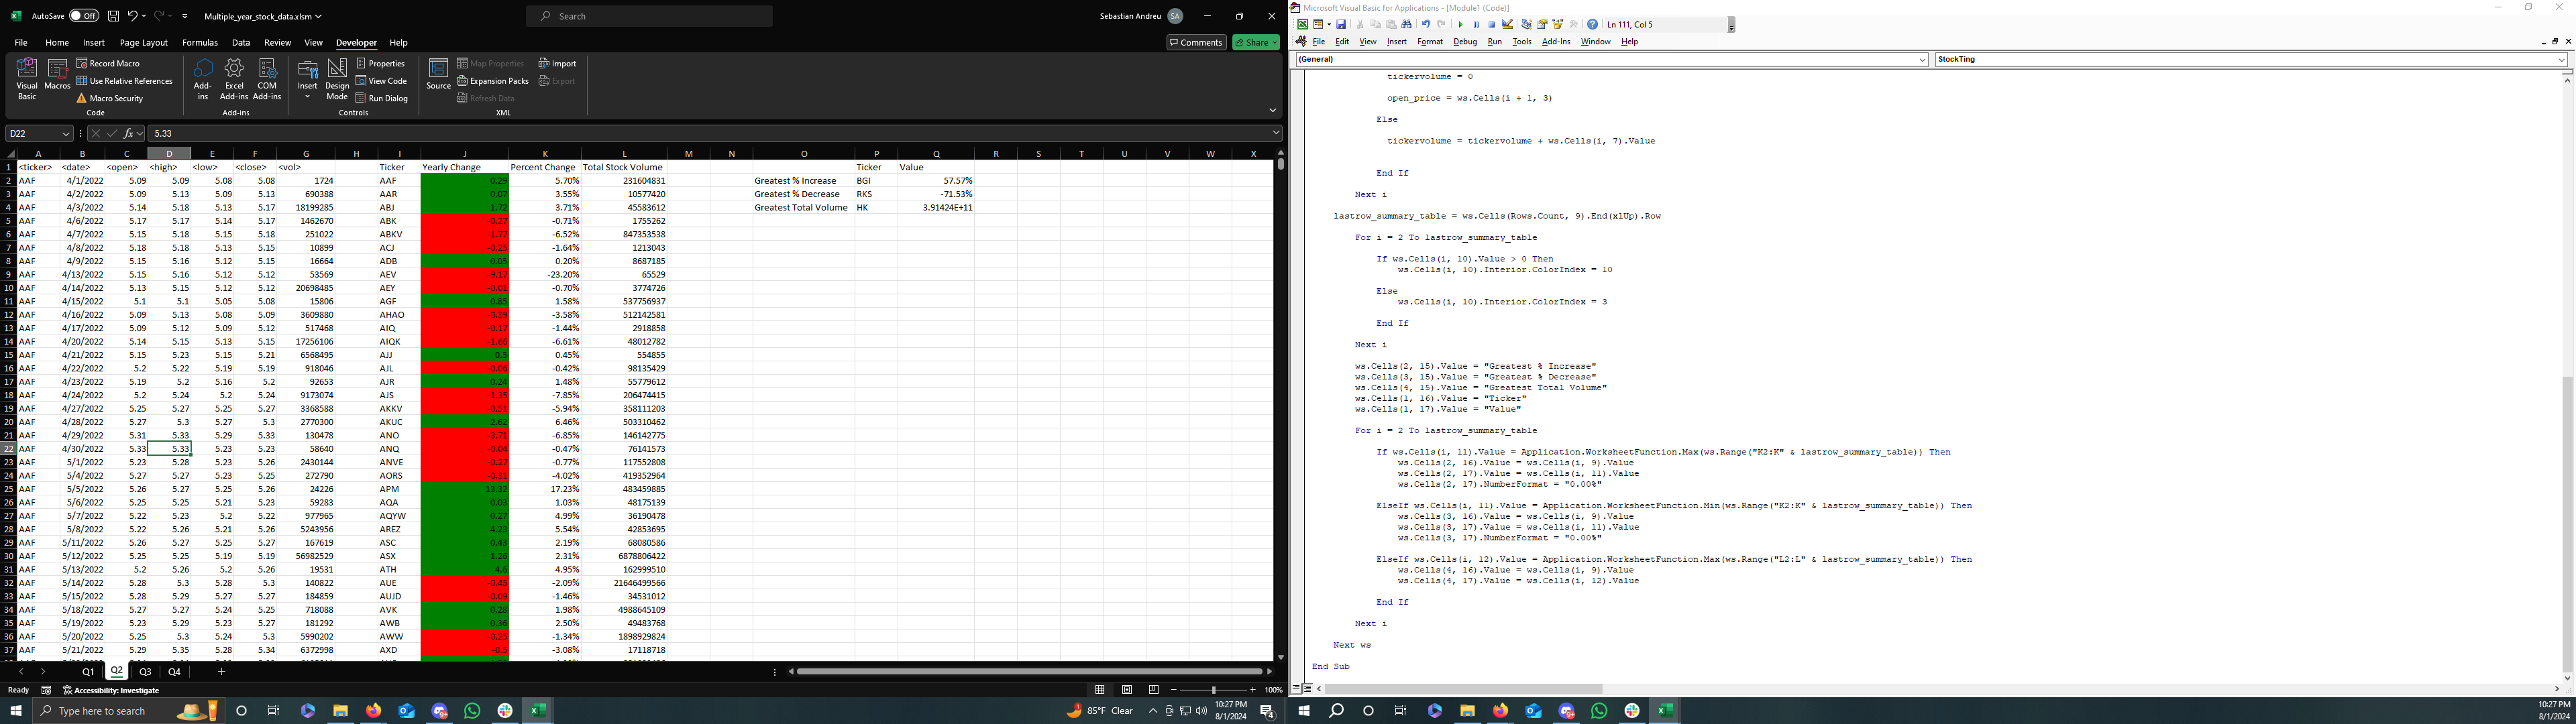 AutoSave Off Multiple_year_stock_data.xlsm Search Sebastian Andreu SA
File Home Insert Page Layout Formulas Data Review View Developer Help Comments Share
Visual Basic
Macros
Record Macro
Use Relative References
Macro Security
Code
Add-ins
Excel Add-ins
COM Add-ins
Add-ins
Insert
Design Mode
Properties
View Code
Run Dialog
Controls
Source
Map Properties
Expansion Packs
Refresh Data
Import
Export
XML
D22 fx 5.33
A B C D E F G H I J K L M N O P Q R S T U V W X
1 <ticker> <date> <open> <high> <low> <close> <vol> Ticker Yearly Change Percent Change Total Stock Volume Ticker Value
2 AAF 4/1/2022 5.09 5.09 5.08 5.08 1724 AAF 0.29 5.70% 231604831 Greatest % Increase BGI 57.57%
3 AAF 4/2/2022 5.09 5.13 5.09 5.13 690388 AAR 0.07 3.55% 10577420 Greatest % Decrease RKS -71.53%
4 AAF 4/3/2022 5.14 5.18 5.13 5.17 18199285 ABJ 1.72 3.71% 45583612 Greatest Total Volume HK 3.91424E+11
5 AAF 4/6/2022 5.17 5.17 5.14 5.17 1462670 ABK -0.27 -0.71% 1755262
6 AAF 4/7/2022 5.15 5.18 5.15 5.18 251022 ABKV -1.77 -6.52% 847353538
7 AAF 4/8/2022 5.18 5.18 5.13 5.15 10899 ACJ -0.25 -1.64% 1213043
8 AAF 4/9/2022 5.15 5.16 5.12 5.15 16664 ADB 0.05 0.20% 8687185
9 AAF 4/13/2022 5.15 5.16 5.12 5.12 53569 AEV -9.17 -23.20% 65529
10 AAF 4/14/2022 5.13 5.15 5.12 5.12 20698485 AEY -0.01 -0.70% 3774726
11 AAF 4/15/2022 5.1 5.1 5.05 5.08 15806 AGF 0.85 1.58% 537756937
12 AAF 4/16/2022 5.09 5.13 5.08 5.09 3609880 AHAO -0.39 -3.58% 512142581
13 AAF 4/17/2022 5.09 5.12 5.09 5.12 517468 AIQ -0.17 -1.44% 2918858
14 AAF 4/20/2022 5.14 5.15 5.13 5.15 17256106 AIQK -1.66 -6.61% 48012782
15 AAF 4/21/2022 5.15 5.23 5.15 5.21 6568495 AJJ 0.5 0.45% 554855
16 AAF 4/22/2022 5.2 5.22 5.19 5.19 918046 AJL -0.06 -0.42% 98135429
17 AAF 4/23/2022 5.19 5.2 5.16 5.2 92653 AJR 0.24 1.48% 55779612
18 AAF 4/24/2022 5.2 5.24 5.2 5.24 9173074 AJS -1.35 -7.85% 206474415
19 AAF 4/27/2022 5.25 5.27 5.25 5.27 3368588 AKKV -0.51 -5.94% 358111203
20 AAF 4/28/2022 5.27 5.3 5.27 5.3 2770300 AKUC 2.62 6.46% 503310462
21 AAF 4/29/2022 5.31 5.33 5.29 5.33 130478 ANO -3.71 -6.85% 146142775
22 AAF 4/30/2022 5.33 5.33 5.23 5.23 58640 ANQ -0.04 -0.47% 76141573
23 AAF 5/1/2022 5.23 5.28 5.23 5.26 2430144 ANVE -0.27 -0.77% 117552808
24 AAF 5/4/2022 5.27 5.27 5.23 5.25 272790 AORS -0.31 -4.02% 419352964
25 AAF 5/5/2022 5.26 5.27 5.25 5.26 24226 APM 13.32 17.23% 483459885
26 AAF 5/6/2022 5.25 5.25 5.21 5.23 59283 AQA 0.03 1.03% 48175139
27 AAF 5/7/2022 5.22 5.23 5.2 5.22 977965 AQYW 0.27 4.99% 36190478
28 AAF 5/8/2022 5.22 5.26 5.21 5.26 5243956 AREZ 4.23 5.54% 42853695
29 AAF 5/11/2022 5.26 5.27 5.25 5.27 167619 ASC 0.43 2.19% 68080586
30 AAF 5/12/2022 5.25 5.25 5.19 5.19 56982529 ASX 1.26 2.31% 6878806422
31 AAF 5/13/2022 5.2 5.26 5.2 5.26 19531 ATH 4.6 4.95% 162999510
32 AAF 5/14/2022 5.28 5.3 5.28 5.3 140822 AUE -0.45 -2.09% 21646499566
33 AAF 5/15/2022 5.28 5.29 5.27 5.27 184859 AUJD -0.09 -1.46% 34531012
34 AAF 5/18/2022 5.27 5.27 5.24 5.25 718088 AVK 0.28 1.98% 4988645109
35 AAF 5/19/2022 5.23 5.29 5.23 5.27 181292 AWB 0.36 2.50% 49483768
36 AAF 5/20/2022 5.25 5.3 5.24 5.3 5990202 AWW -0.25 -1.34% 1898929824
37 AAF 5/21/2022 5.29 5.35 5.28 5.34 6372998 AXD -0.5 -3.08% 17118718
Q1 Q2 Q3 Q4
Ready Accessibility: Investigate 100%
Type here to search 85°F Clear 10:27 PM 8/1/2024 4
Microsoft Visual Basic for Applications - [Module1 (Code)]
Ln 111, Col 5
File Edit View Insert Format Debug Run Tools Add-Ins Window Help
(General) StockTing
tickervolume = 0
open_price = ws.Cells(i + 1, 3)
Else
tickervolume = tickervolume + ws.Cells(i, 7).Value
End If
Next i
lastrow_summary_table = ws.Cells(Rows.Count, 9).End(xlUp).Row
For i = 2 To lastrow_summary_table
If ws.Cells(i, 10).Value > 0 Then
ws.Cells(i, 10).Interior.ColorIndex = 10
Else
ws.Cells(i, 10).Interior.ColorIndex = 3
End If
Next i
ws.Cells(2, 15).Value = "Greatest % Increase"
ws.Cells(3, 15).Value = "Greatest % Decrease"
ws.Cells(4, 15).Value = "Greatest Total Volume"
ws.Cells(1, 16).Value = "Ticker"
ws.Cells(1, 17).Value = "Value"
For i = 2 To lastrow_summary_table
If ws.Cells(i, 11).Value = Application.WorksheetFunction.Max(ws.Range("K2:K" & lastrow_summary_table)) Then
ws.Cells(2, 16).Value = ws.Cells(i, 9).Value
ws.Cells(2, 17).Value = ws.Cells(i, 11).Value
ws.Cells(2, 17).NumberFormat = "0.00%"
ElseIf ws.Cells(i, 11).Value = Application.WorksheetFunction.Min(ws.Range("K2:K" & lastrow_summary_table)) Then
ws.Cells(3, 16).Value = ws.Cells(i, 9).Value
ws.Cells(3, 17).Value = ws.Cells(i, 11).Value
ws.Cells(3, 17).NumberFormat = "0.00%"
ElseIf ws.Cells(i, 12).Value = Application.WorksheetFunction.Max(ws.Range("L2:L" & lastrow_summary_table)) Then
ws.Cells(4, 16).Value = ws.Cells(i, 9).Value
ws.Cells(4, 17).Value = ws.Cells(i, 12).Value
End If
Next i
Next ws
End Sub
10:27 PM
8/1/2024